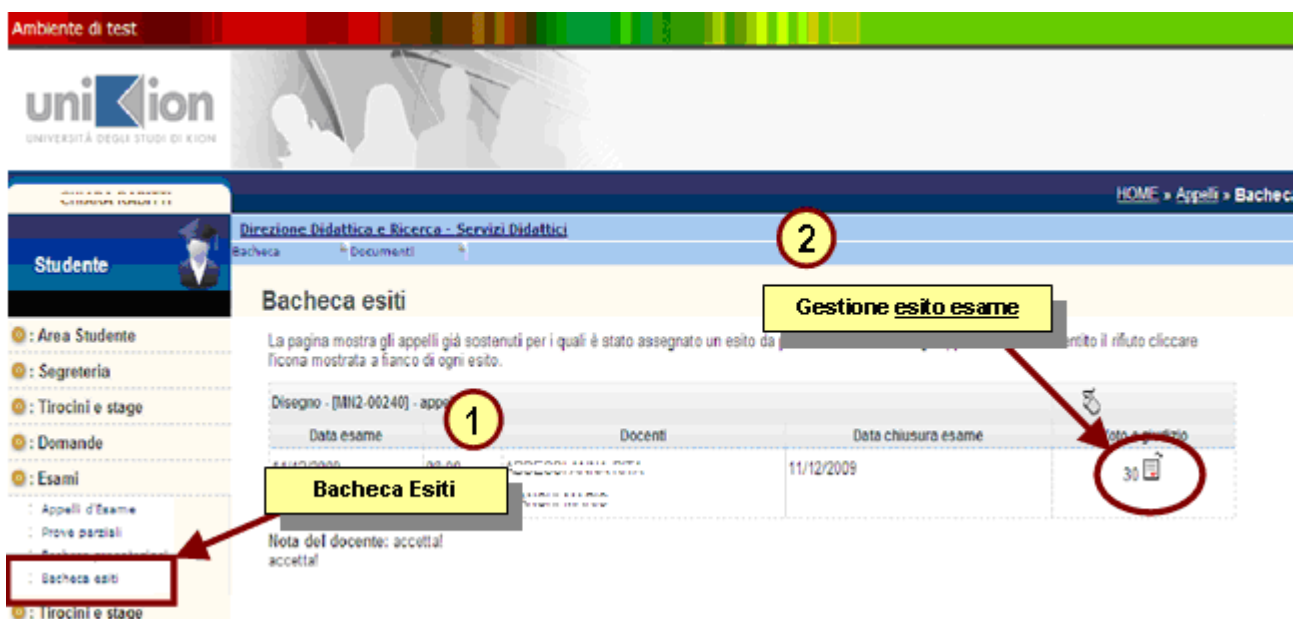 Ambiente di test
uniKion
UNIVERSITÀ DEGLI STUDI DI KION
HOME » Appelli » Bacheca
Direzione Didattica e Ricerca - Servizi Didattici
Bacheca Documenti
2
Studente
Bacheca esiti
Gestione esito esame
: Area Studente
La pagina mostra gli appelli già sostenuti per i quali è stato assegnato un esito da
il rifiuto cliccare
l'icona mostrata a fianco di ogni esito.
: Segreteria
: Tirocini e stage
Disegno - [MN2-00240] -
1
: Domande
Data esame Docenti Data chiusura esame
: Esami
11/12/2009
30
Bacheca Esiti
Appelli d'Esame
Prove parziali
Nota del docente: accetta!
accetta!
Bacheca esiti
: Tirocini e stage